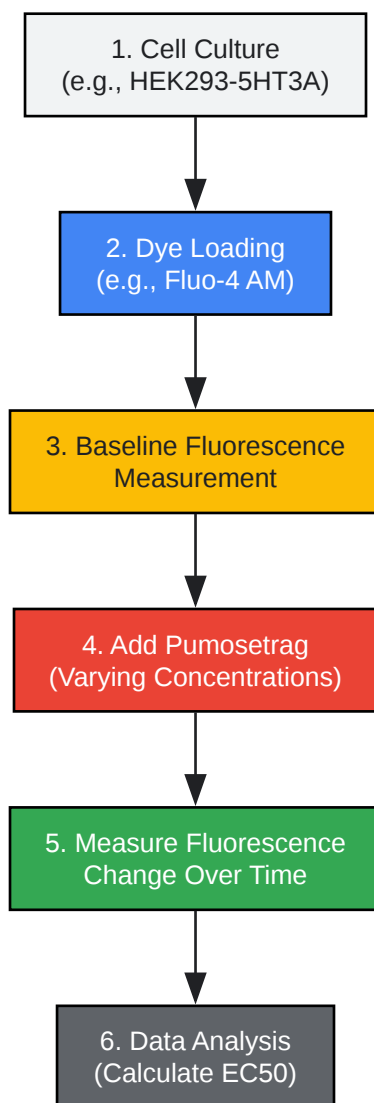 1. Cell Culture
(e.g., HEK293-5HT3A)
2. Dye Loading
(e.g., Fluo-4 AM)
3. Baseline Fluorescence
Measurement
4. Add Pumosetrag
(Varying Concentrations)
5. Measure Fluorescence
Change Over Time
6. Data Analysis
(Calculate EC50)